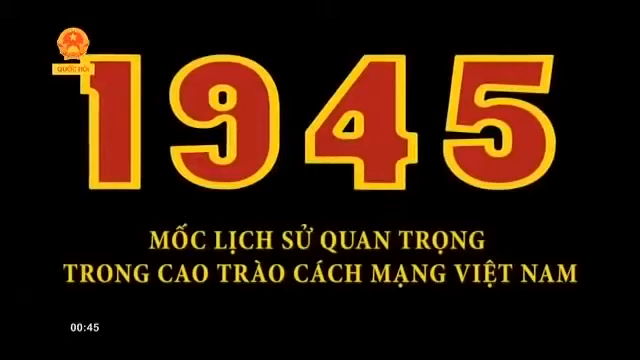 QUỐC HỘI
1945
MỐC LỊCH SỬ QUAN TRỌNG
TRONG CAO TRÀO CÁCH MẠNG VIỆT NAM
00:45